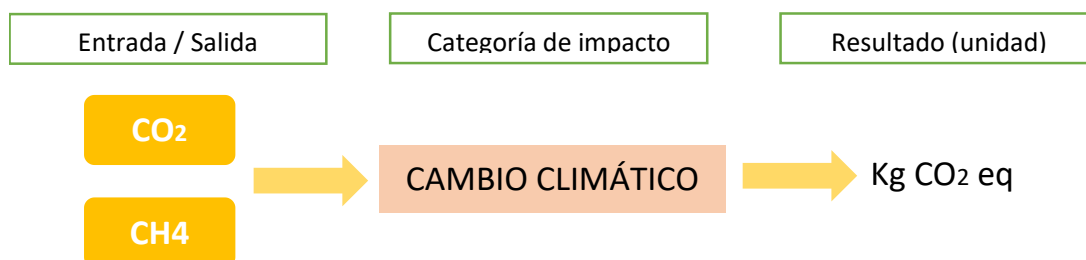 Entrada / Salida
Categoría de impacto
Resultado (unidad)
CO2
CAMBIO CLIMÁTICO
Kg CO2 eq
CH4